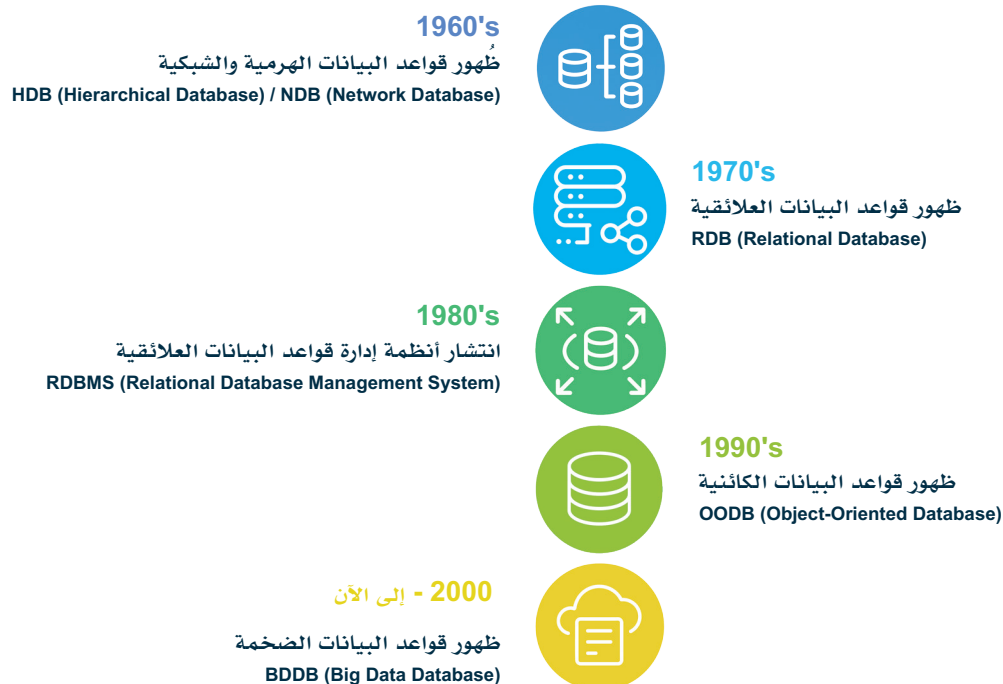 1960's
ظُهور قواعد البيانات الهرمية والشبكية
HDB (Hierarchical Database) / NDB (Network Database)
1970's
ظهور قواعد البيانات العلائقية
RDB (Relational Database)
1980's
انتشار أنظمة إدارة قواعد البيانات العلائقية
RDBMS (Relational Database Management System)
1990's
ظهور قواعد البيانات الكائنية
OODB (Object-Oriented Database)
2000 - إلى الآن
ظهور قواعد البيانات الضخمة
BDDB (Big Data Database)